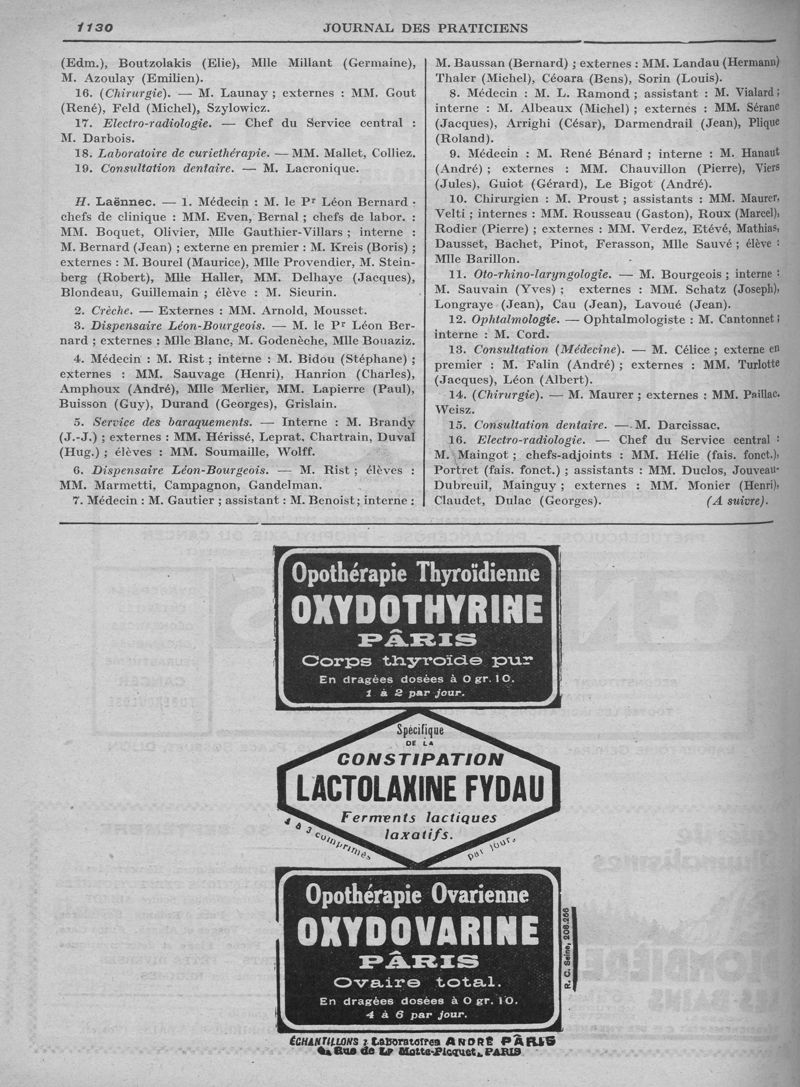 1130
JOURNAL DES PRATICIENS
(Edm.), Boutzolakis (Elie), Mlle Millant (Germaine),
M. Azoulay (Emilien).
16. (Chirurgie). — M. Launay ; externes : MM. Gout
(René), Feld (Michel), Szylowicz.
17. Electro-radiologie. — Chef du Service central :
M. Darbois.
18. Laboratoire de curiethérapie. — MM. Mallet, Colliez.
19. Consultation dentaire. — M. Lacronique.
H. Laënnec. — 1. Médecin : M. le Pr Léon Bernard ·
chefs de clinique : MM. Even, Bernal ; chefs de labor. :
MM. Boquet, Olivier, Mlle Gauthier-Villars ; interne :
M. Bernard (Jean) ; externe en premier : M. Kreis (Boris) ;
externes : M. Bourel (Maurice), Mlle Provendier, M. Stein-
berg (Robert), Mlle Haller, MM. Delhaye (Jacques),
Blondeau, Guillemain ; élève : M. Sieurin.
2. Crèche. — Externes : MM. Arnold, Mousset.
3. Dispensaire Léon-Bourgeois. — M. le Pr Léon Ber-
nard ; externes : Mlle Blanc, M. Godenèche, Mlle Bouaziz.
4. Médecin : M. Rist ; interne : M. Bidou (Stéphane) ;
externes : MM. Sauvage (Henri), Hanrion (Charles),
Amphoux (André), Mlle Merlier, MM. Lapierre (Paul),
Buisson (Guy), Durand (Georges), Grislain.
5. Service des baraquements. — Interne : M. Brandy
(J.-J.) ; externes : MM. Hérissé, Leprat, Chartrain, Duval
(Hug.) ; élèves : MM. Soumaille, Wolff.
6. Dispensaire Léon-Bourgeois. — M. Rist ; élèves :
MM. Marmetti, Campagnon, Gandelman.
7. Médecin : M. Gautier ; assistant : M. Benoist ; interne :
M. Baussan (Bernard) ; externes : MM. Landau (Hermann)
Thaler (Michel), Céoara (Bens), Sorin (Louis).
8. Médecin : M. L. Ramond ; assistant : M. Vialard ;
interne : M. Albeaux (Michel) ; externes : MM. Sérane
(Jacques), Arrighi (César), Darmendrail (Jean), Plique
(Roland).
9. Médecin : M. René Bénard ; interne : M. Hanaut
(André) ; externes : MM. Chauvillon (Pierre), Viers
(Jules), Guiot (Gérard), Le Bigot (André).
10. Chirurgien : M. Proust ; assistants : MM. Maurer,
Velti ; internes : MM. Rousseau (Gaston), Roux (Marcel),
Rodier (Pierre) ; externes : MM. Verdez, Etévé, Mathias,
Dausset, Bachet, Pinot, Ferasson, Mlle Sauvé ; élève :
Mlle Barillon.
11. Oto-rhino-laryngologie. — M. Bourgeois ; interne :
M. Sauvain (Yves) ; externes : MM. Schatz (Joseph),
Longraye (Jean), Cau (Jean), Lavoué (Jean).
12. Ophtalmologie. — Ophtalmologiste : M. Cantonnet ;
interne : M. Cord.
13. Consultation (Médecine). — M. Célice ; externe en
premier : M. Falin (André) ; externes : MM. Turlotte
(Jacques), Léon (Albert).
14. (Chirurgie). — M. Maurer ; externes : MM. Paillac,
Weisz.
15. Consultation dentaire. — M. Darcissac.
16. Electro-radiologie. — Chef du Service central :
M. Maingot ; chefs-adjoints : MM. Hélie (fais. fonct.),
Portret (fais. fonct.) ; assistants : MM. Duclos, Jouveau-
Dubreuil, Mainguy ; externes : MM. Monier (Henri),
Claudet, Dulac (Georges). (A suivre).
Opothérapie Thyroïdienne
OXYDOTHYRINE
PÂRIS
Corps thyroïde pur
En dragées dosées à 0 gr. 10.
1 à 2 par jour.
Spécifique
DE LA
CONSTIPATION
LACTOLAXINE FYDAU
Ferments lactiques
laxatifs.
1 à 3 comprimés
par jour.
Opothérapie Ovarienne
OXYDOVARINE
PÂRIS
Ovaire total.
En dragées dosées à 0 gr. 10.
4 à 6 par jour.
R. C. Seine, 208.266
ÉCHANTILLONS : Laboratoires ANDRÉ PÂRIS
Rue de La Motte-Picquet, PARIS